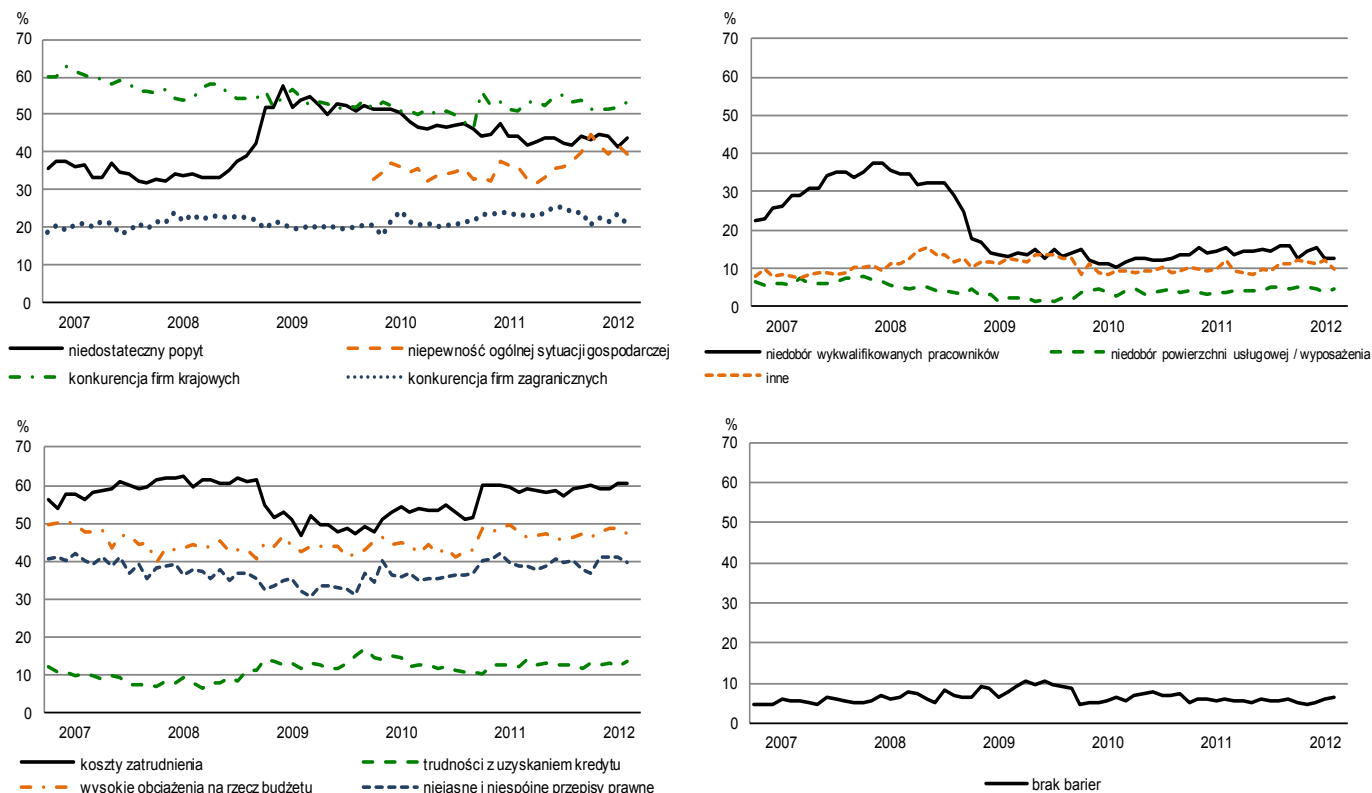 %
70
60
50
40
30
20
10
0
2007 2008 2009 2010 2011 2012
niedostateczny popyt
niepewność ogólnej sytuacji gospodarczej
konkurencja firm krajowych
konkurencja firm zagranicznych
%
70
60
50
40
30
20
10
0
2007 2008 2009 2010 2011 2012
niedobór wykwalifikowanych pracowników
niedobór powierzchni usługowej / wyposażenia
inne
%
70
60
50
40
30
20
10
0
2007 2008 2009 2010 2011 2012
koszty zatrudnienia
trudności z uzyskaniem kredytu
wysokie obciążenia na rzecz budżetu
niejasne i niespójne przepisy prawne
%
70
60
50
40
30
20
10
0
2007 2008 2009 2010 2011 2012
brak barier